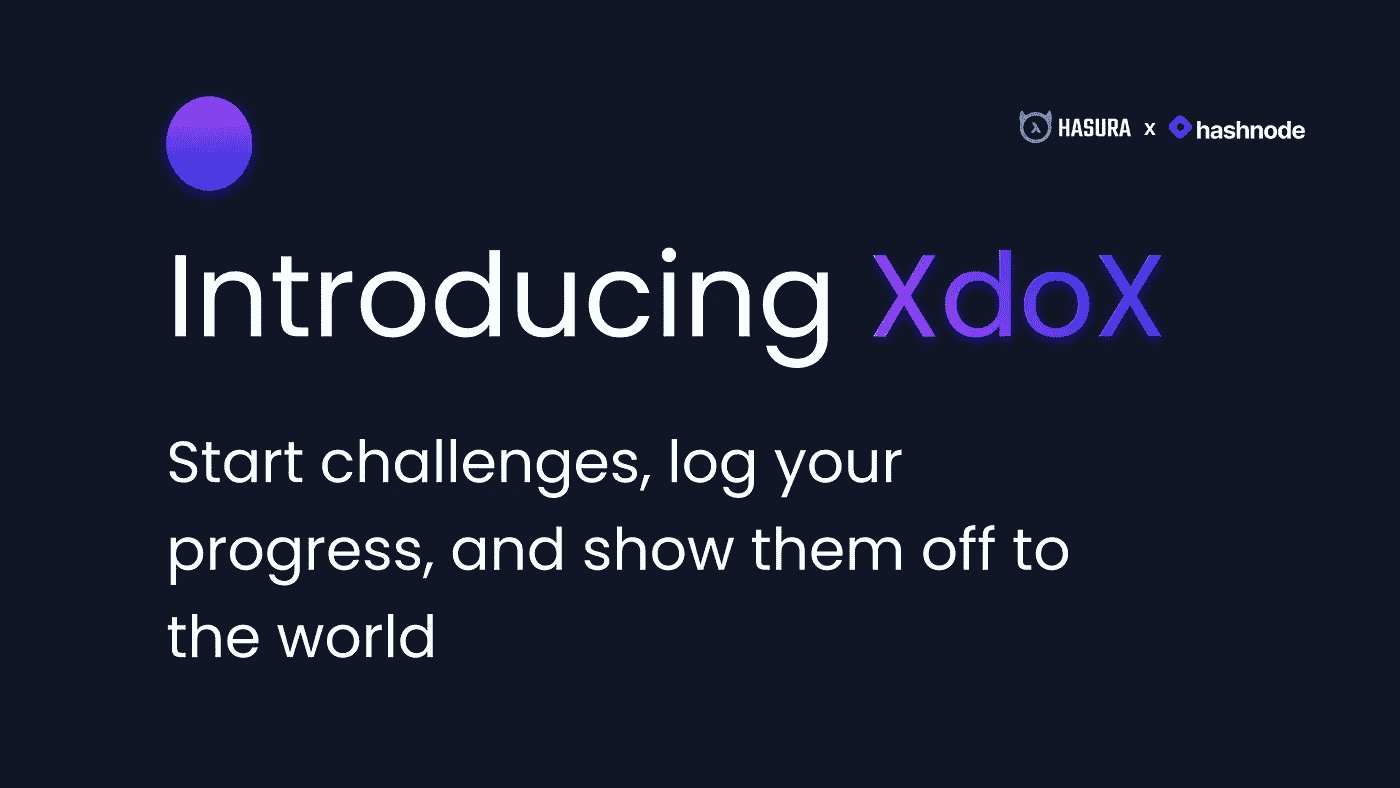 HASURA x hashnode
Introducing XdoX
Start challenges, log your
progress, and show them off to
the world